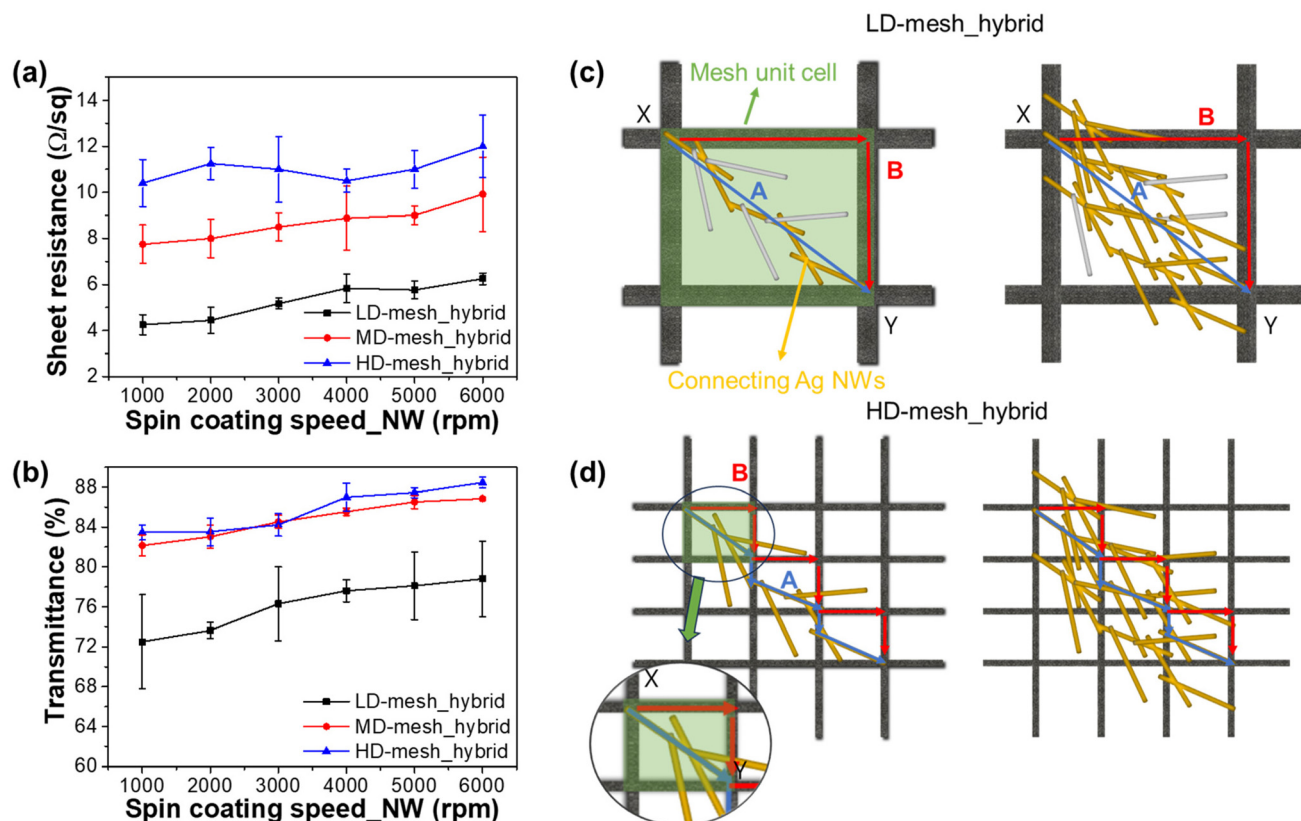 LD-mesh_hybrid
(a)
Sheet resistance (Ω/sq)
14
12
10
8
6
4
2
LD-mesh_hybrid
MD-mesh_hybrid
HD-mesh_hybrid
1000 2000 3000 4000 5000 6000
Spin coating speed_NW (rpm)
(b)
Transmittance (%)
88
84
80
76
72
68
64
60
LD-mesh_hybrid
MD-mesh_hybrid
HD-mesh_hybrid
1000 2000 3000 4000 5000 6000
Spin coating speed_NW (rpm)
(c)
Mesh unit cell
X
B
A
Y
Connecting Ag NWs
X
B
A
Y
HD-mesh_hybrid
(d)
B
A
X
Y